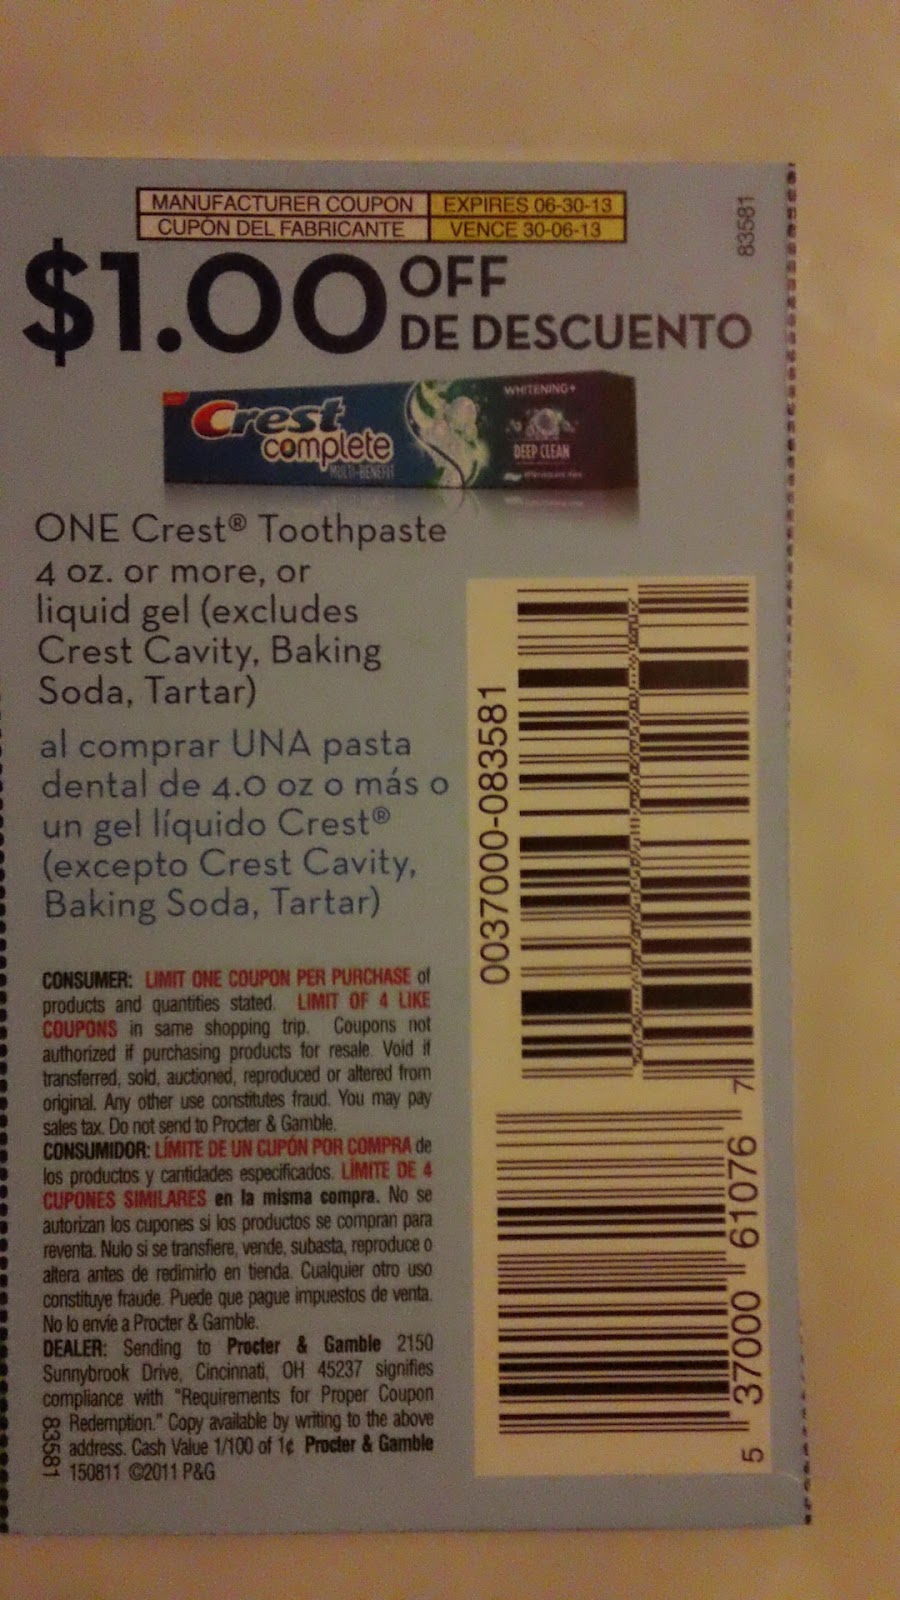 MANUFACTURER COUPON EXPIRES 06-30-13
CUPÓN DEL FABRICANTE VENCE 30-06-13
83581
$1.00 OFF
DE DESCUENTO
Crest
complete
MULTI-BENEFIT
WHITENING+
DEEP CLEAN
ONE Crest® Toothpaste
4 oz. or more, or
liquid gel (excludes
Crest Cavity, Baking
Soda, Tartar)
al comprar UNA pasta
dental de 4.0 oz o más o
un gel líquido Crest®
(excepto Crest Cavity,
Baking Soda, Tartar)
CONSUMER: LIMIT ONE COUPON PER PURCHASE of
products and quantities stated. LIMIT OF 4 LIKE
COUPONS in same shopping trip. Coupons not
authorized if purchasing products for resale. Void if
transferred, sold, auctioned, reproduced or altered from
original. Any other use constitutes fraud. You may pay
sales tax. Do not send to Procter & Gamble.
CONSUMIDOR: LÍMITE DE UN CUPÓN POR COMPRA de
los productos y cantidades especificados. LÍMITE DE 4
CUPONES SIMILARES en la misma compra. No se
autorizan los cupones si los productos se compran para
reventa. Nulo si se transfiere, vende, subasta, reproduce o
altera antes de redimirlo en tienda. Cualquier otro uso
constituye fraude. Puede que pague impuestos de venta.
No lo envíe a Procter & Gamble.
DEALER: Sending to Procter & Gamble 2150
Sunnybrook Drive, Cincinnati, OH 45237 signifies
compliance with "Requirements for Proper Coupon
Redemption." Copy available by writing to the above
address. Cash Value 1/100 of 1¢ Procter & Gamble
150811 ©2011 P&G
83581
0037000-083581
5 37000 61076 7